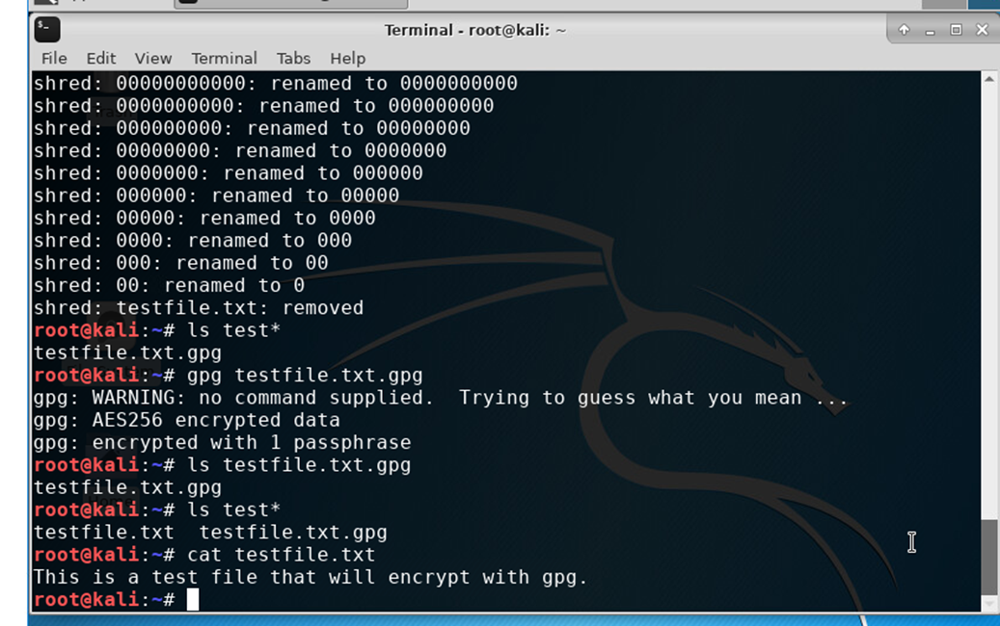 Terminal - root@kali: ~
File Edit View Terminal Tabs Help
shred: 00000000000: renamed to 0000000000
shred: 0000000000: renamed to 000000000
shred: 000000000: renamed to 00000000
shred: 00000000: renamed to 0000000
shred: 0000000: renamed to 000000
shred: 000000: renamed to 00000
shred: 00000: renamed to 0000
shred: 0000: renamed to 000
shred: 000: renamed to 00
shred: 00: renamed to 0
shred: testfile.txt: removed
root@kali:~# ls test*
testfile.txt.gpg
root@kali:~# gpg testfile.txt.gpg
gpg: WARNING: no command supplied.  Trying to guess what you mean ...
gpg: AES256 encrypted data
gpg: encrypted with 1 passphrase
root@kali:~# ls testfile.txt.gpg
testfile.txt.gpg
root@kali:~# ls test*
testfile.txt  testfile.txt.gpg
root@kali:~# cat testfile.txt
This is a test file that will encrypt with gpg.
root@kali:~#